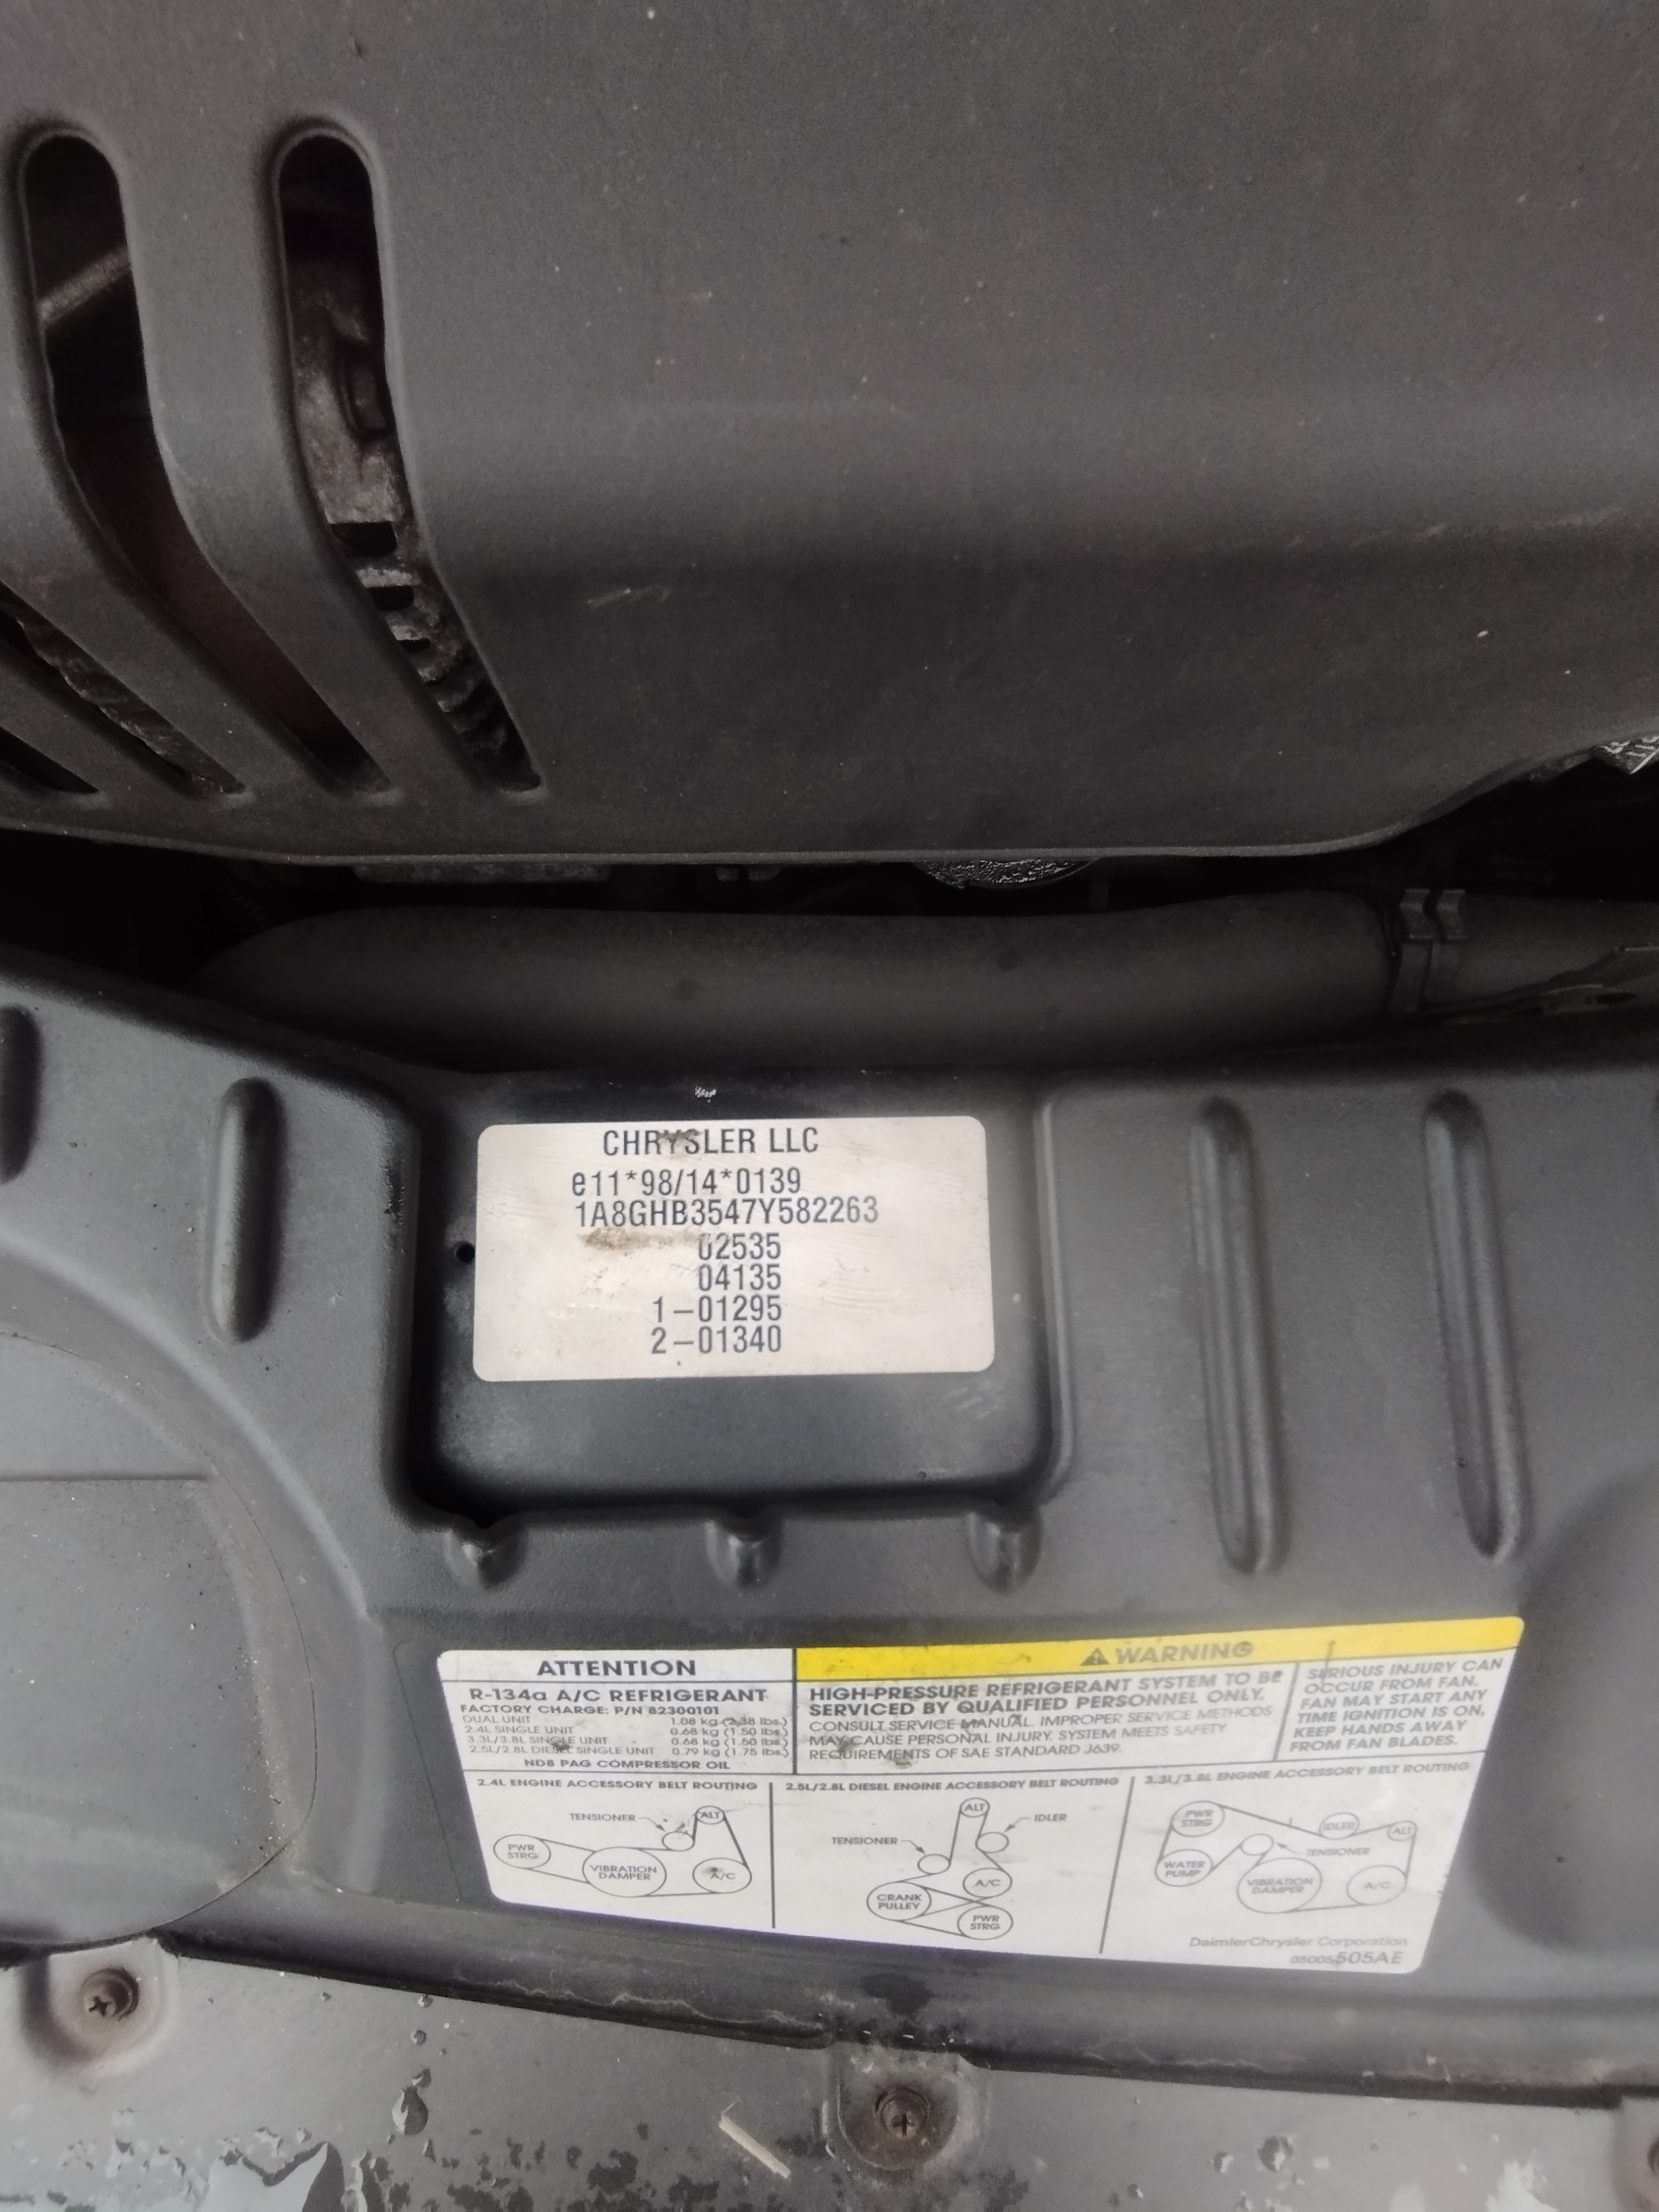 CHRYSLER LLC
e11*98/14*0139
1A8GHB3547Y582263
02535
04135
1-01295
2-01340
ATTENTION
R-134a A/C REFRIGERANT
FACTORY CHARGE: P/N 82300101
DUAL UNIT 1.08 kg (2.38 lbs.)
2.4L SINGLE UNIT 0.68 kg (1.50 lbs.)
3.3L/3.8L SINGLE UNIT 0.68 kg (1.50 lbs.)
2.5L/2.8L DIESEL SINGLE UNIT 0.79 kg (1.75 lbs.)
ND8 PAG COMPRESSOR OIL
WARNING
HIGH-PRESSURE REFRIGERANT SYSTEM TO BE
SERVICED BY QUALIFIED PERSONNEL ONLY.
CONSULT SERVICE MANUAL. IMPROPER SERVICE METHODS
MAY CAUSE PERSONAL INJURY. SYSTEM MEETS SAFETY
REQUIREMENTS OF SAE STANDARD J639.
SERIOUS INJURY CAN
OCCUR FROM FAN.
FAN MAY START ANY
TIME IGNITION IS ON,
KEEP HANDS AWAY
FROM FAN BLADES.
2.4L ENGINE ACCESSORY BELT ROUTING
TENSIONER
ALT
PWR
STRG
VIBRATION
DAMPER
A/C
2.5L/2.8L DIESEL ENGINE ACCESSORY BELT ROUTING
ALT
IDLER
TENSIONER
A/C
CRANK
PULLEY
PWR
STRG
3.3L/3.8L ENGINE ACCESSORY BELT ROUTING
PWR
STRG
IDLER
ALT
TENSIONER
WATER
PUMP
VIBRATION
DAMPER
A/C
DaimlerChrysler Corporation
05005505AE